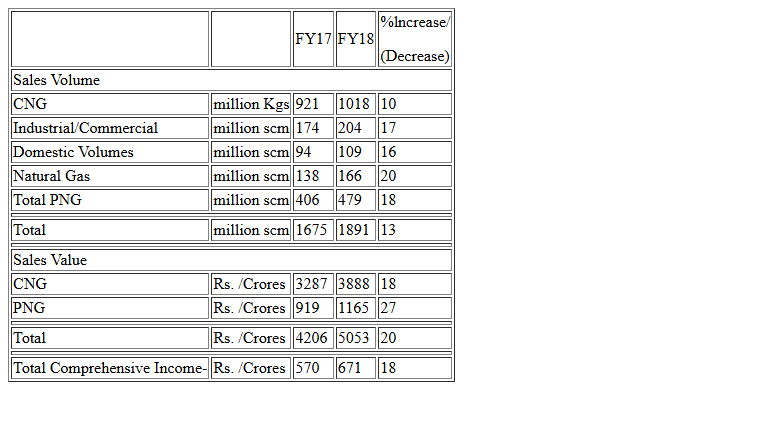 FY17 FY18 %Increase/
(Decrease)
Sales Volume
CNG million Kgs 921 1018 10
Industrial/Commercial million scm 174 204 17
Domestic Volumes million scm 94 109 16
Natural Gas million scm 138 166 20
Total PNG million scm 406 479 18
Total million scm 1675 1891 13
Sales Value
CNG Rs. /Crores 3287 3888 18
PNG Rs. /Crores 919 1165 27
Total Rs. /Crores 4206 5053 20
Total Comprehensive Income- Rs. /Crores 570 671 18